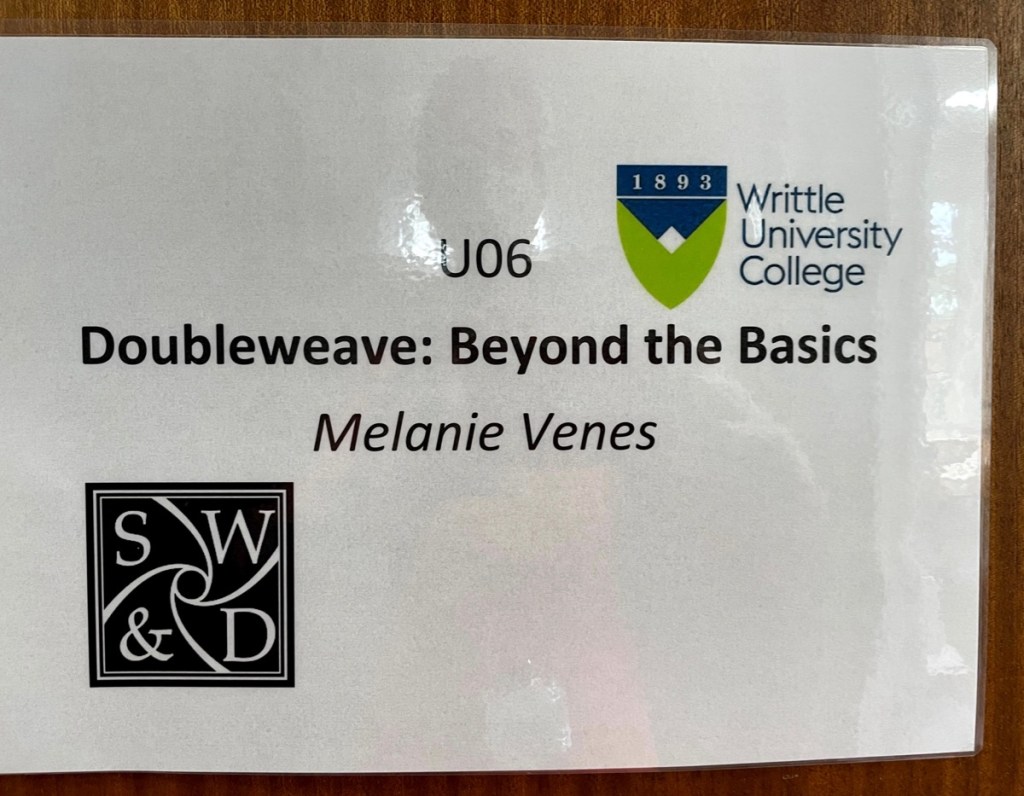 1893
Writtle
University
College
U06
Doubleweave: Beyond the Basics
Melanie Venes
S W
& D